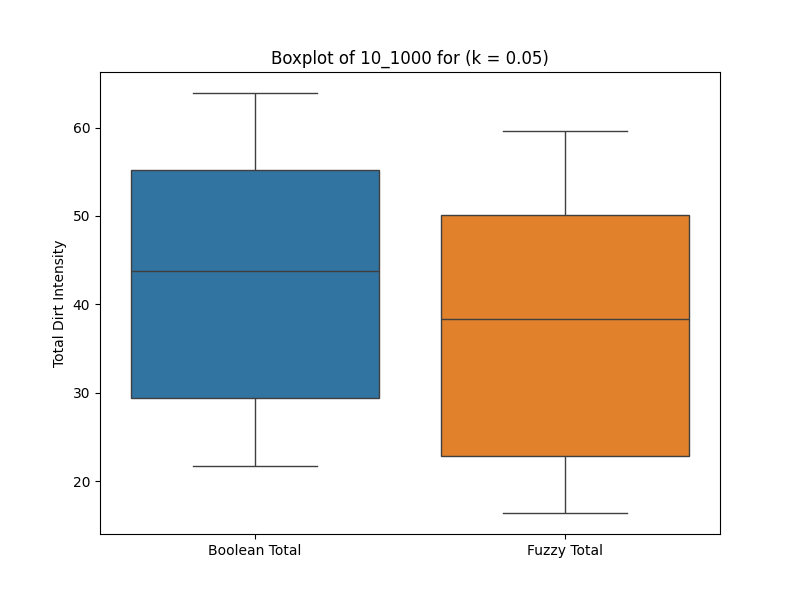 Boxplot of 10_1000 for (k = 0.05)
Total Dirt Intensity
60
50
40
30
20
Boolean Total
Fuzzy Total